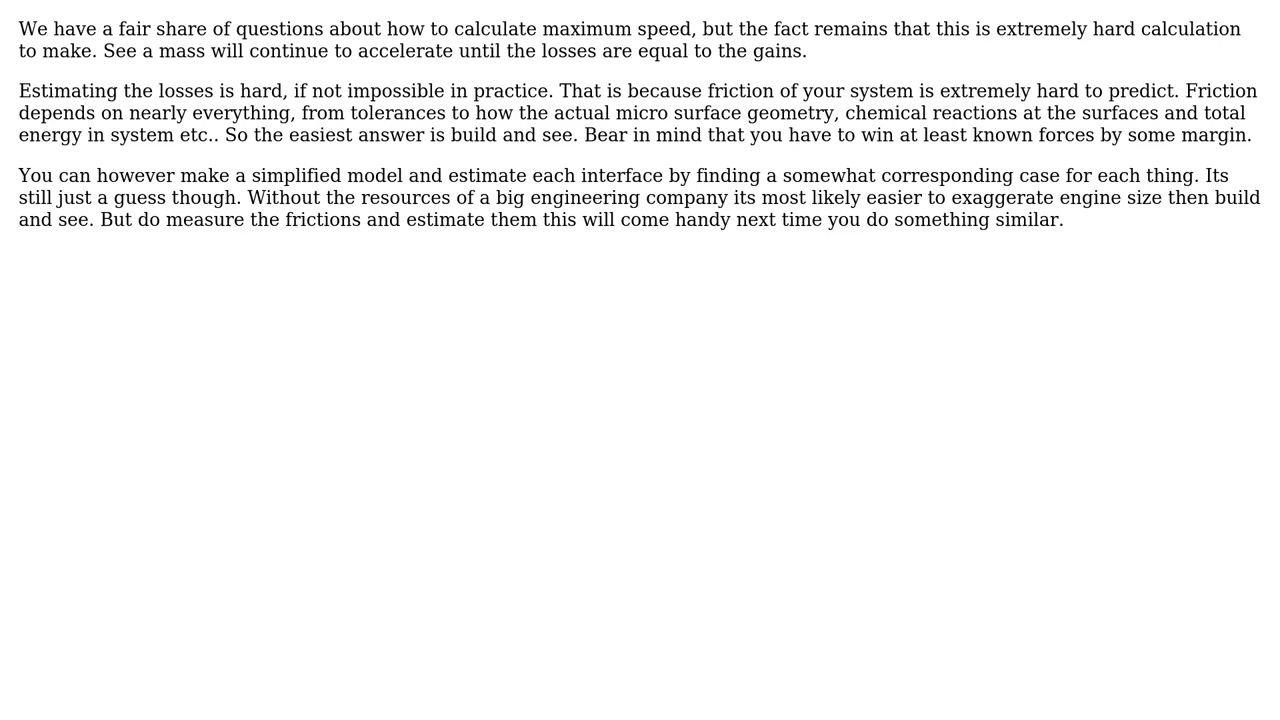 We have a fair share of questions about how to calculate maximum speed, but the fact remains that this is extremely hard calculation
to make. See a mass will continue to accelerate until the losses are equal to the gains.
Estimating the losses is hard, if not impossible in practice. That is because friction of your system is extremely hard to predict. Friction
depends on nearly everything, from tolerances to how the actual micro surface geometry, chemical reactions at the surfaces and total
energy in system etc.. So the easiest answer is build and see. Bear in mind that you have to win at least known forces by some margin.
You can however make a simplified model and estimate each interface by finding a somewhat corresponding case for each thing. Its
still just a guess though. Without the resources of a big engineering company its most likely easier to exaggerate engine size then build
and see. But do measure the frictions and estimate them this will come handy next time you do something similar.